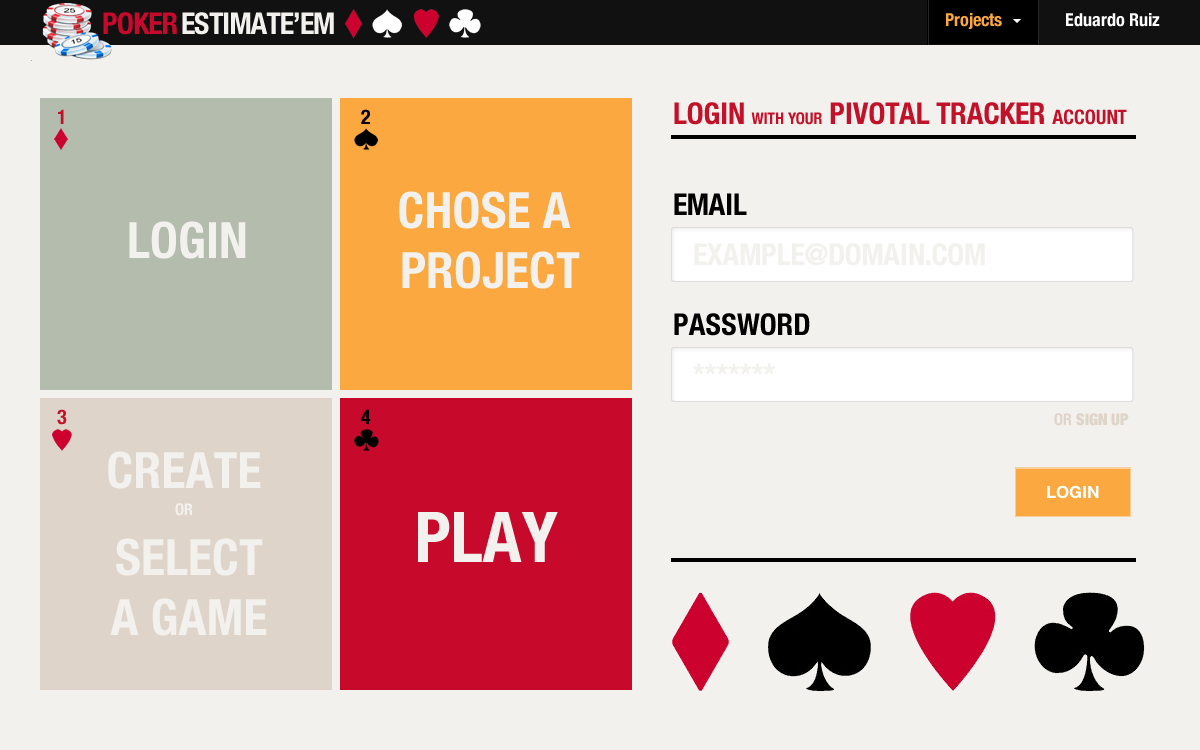 25
15
POKER ESTIMATE'EM
Projects
Eduardo Ruiz
1
LOGIN
2
CHOSE A
PROJECT
3
CREATE
OR
SELECT
A GAME
4
PLAY
LOGIN WITH YOUR PIVOTAL TRACKER ACCOUNT
EMAIL
EXAMPLE@DOMAIN.COM
PASSWORD
*******
OR SIGN UP
LOGIN